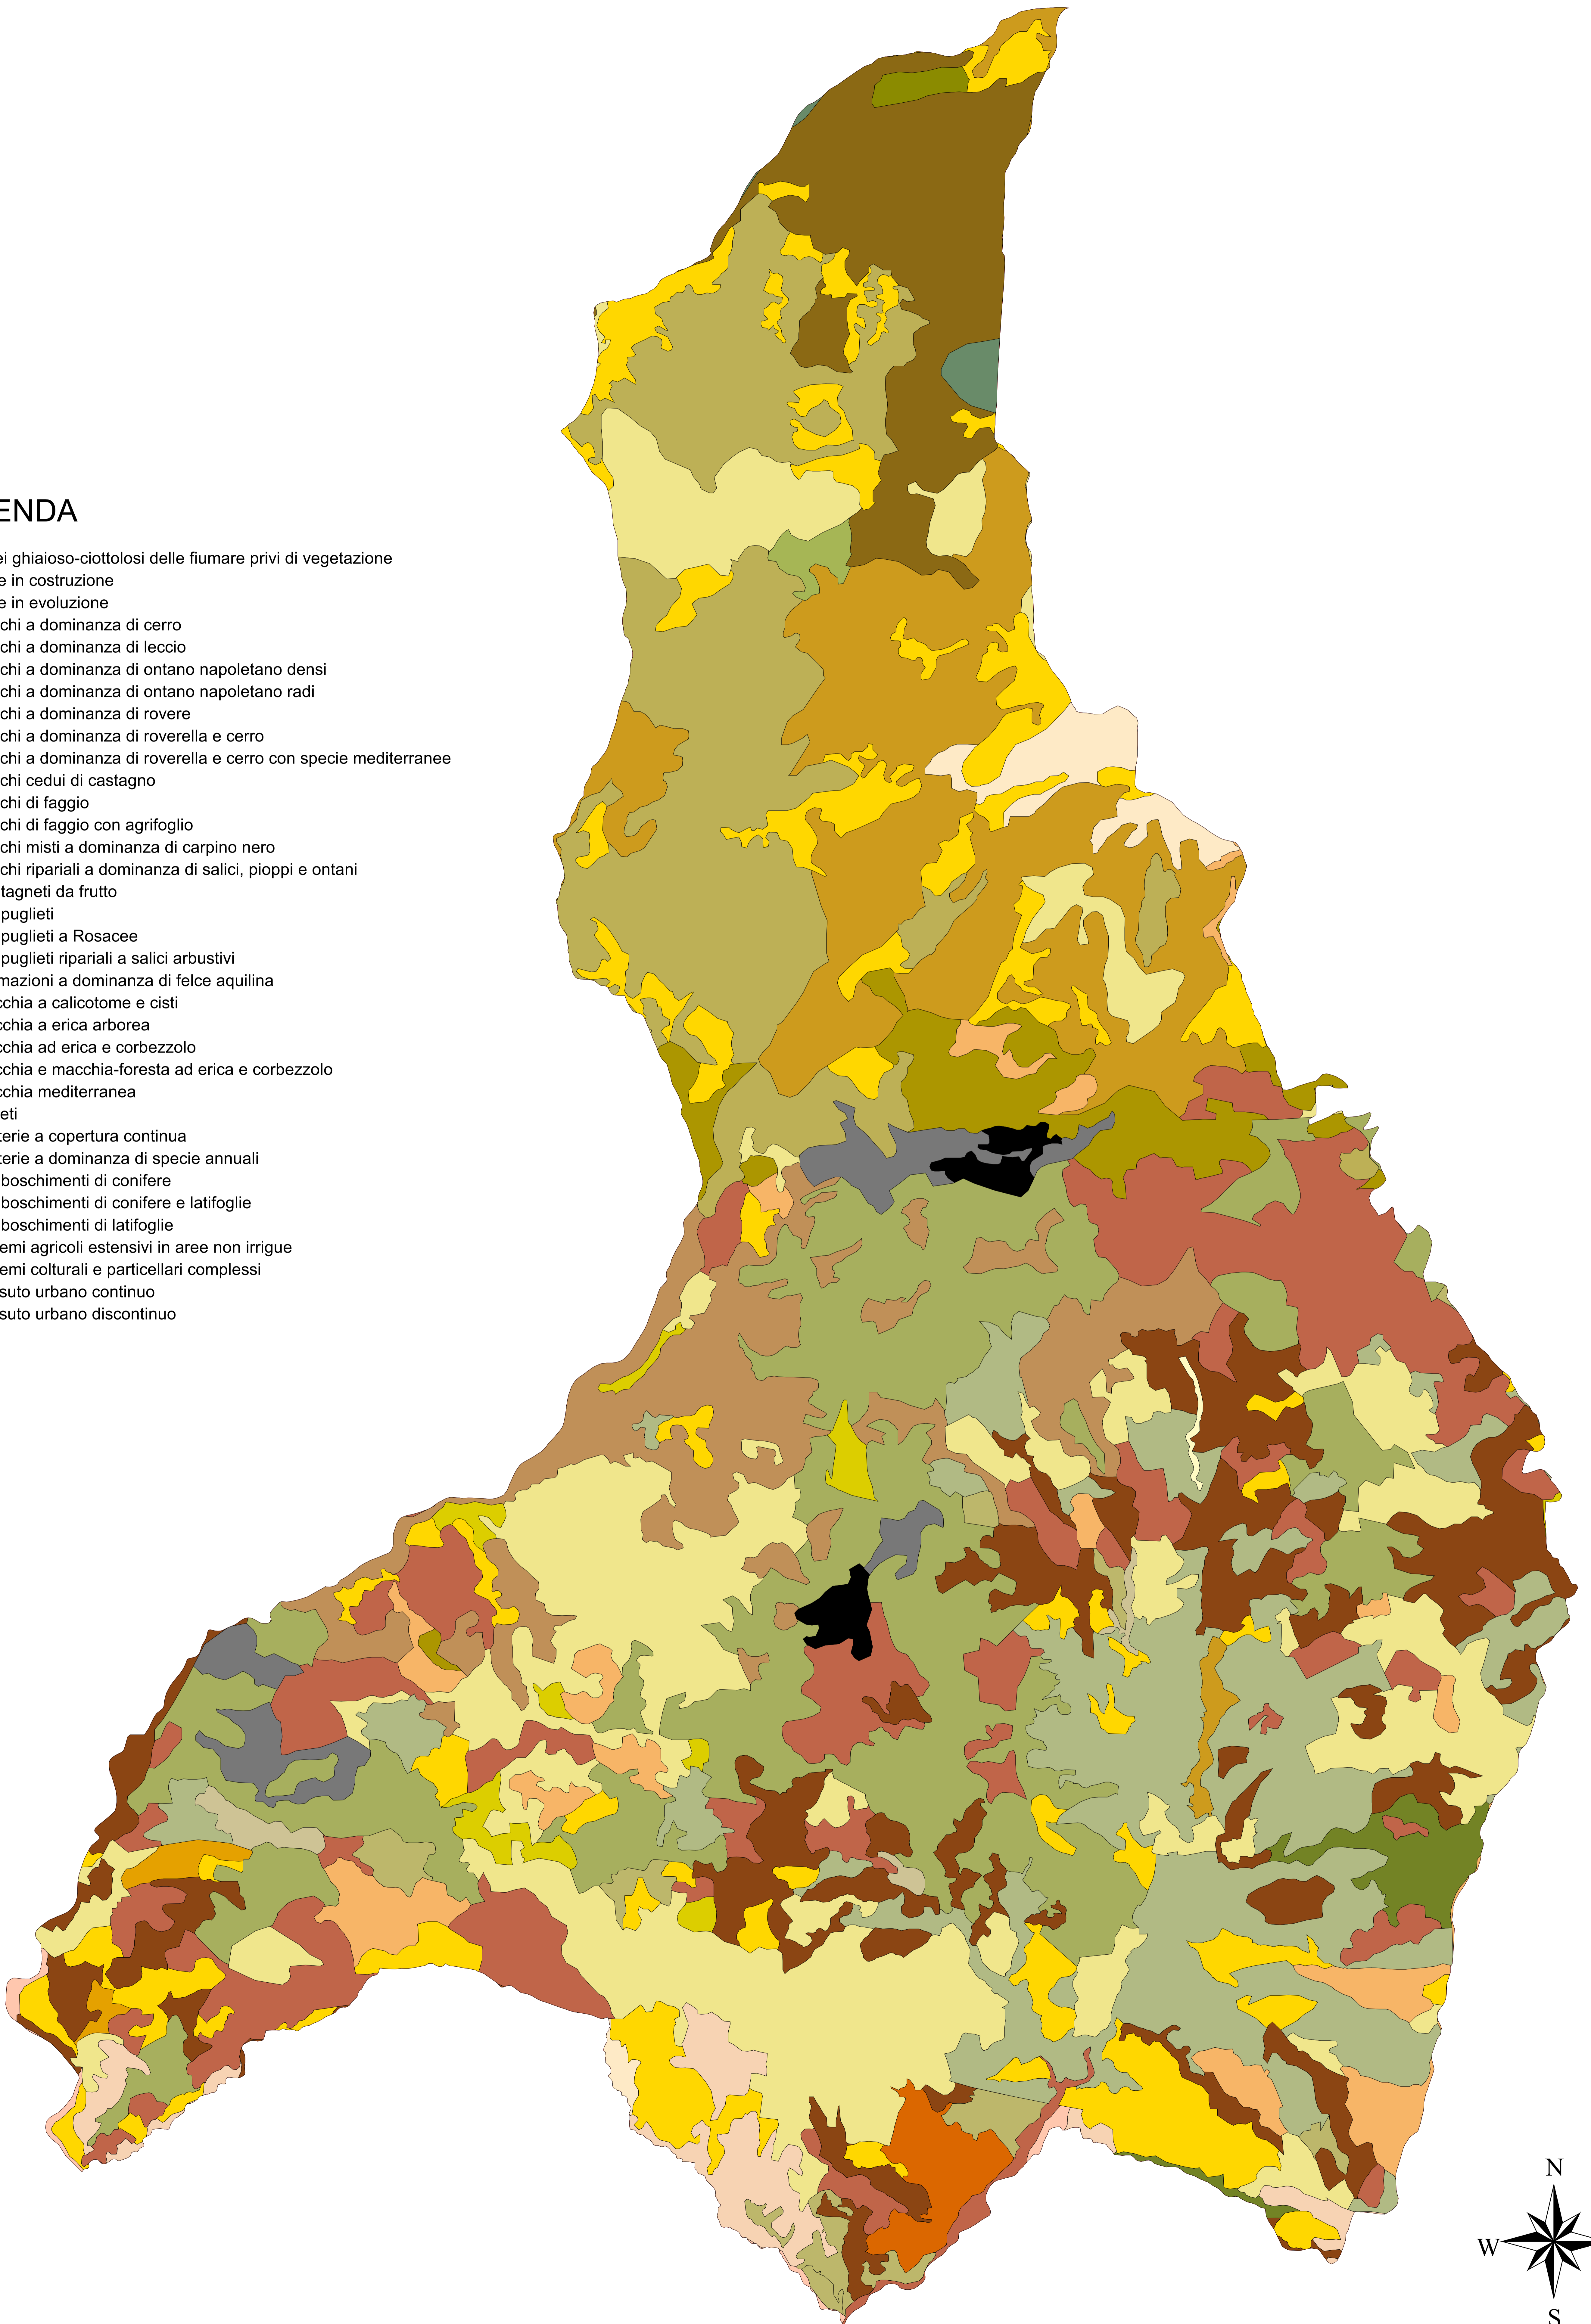 ENDA
ei ghiaioso-ciottolosi delle fiumare privi di vegetazione
e in costruzione
e in evoluzione
chi a dominanza di cerro
chi a dominanza di leccio
chi a dominanza di ontano napoletano densi
chi a dominanza di ontano napoletano radi
chi a dominanza di rovere
chi a dominanza di roverella e cerro
chi a dominanza di roverella e cerro con specie mediterranee
chi cedui di castagno
chi di faggio
chi di faggio con agrifoglio
chi misti a dominanza di carpino nero
chi ripariali a dominanza di salici, pioppi e ontani
stagneti da frutto
spuglieti
spuglieti a Rosacee
spuglieti ripariali a salici arbustivi
mazioni a dominanza di felce aquilina
cchia a calicotome e cisti
cchia a erica arborea
cchia ad erica e corbezzolo
cchia e macchia-foresta ad erica e corbezzolo
cchia mediterranea
eti
terie a copertura continua
terie a dominanza di specie annuali
boschimenti di conifere
boschimenti di conifere e latifoglie
boschimenti di latifoglie
emi agricoli estensivi in aree non irrigue
emi colturali e particellari complessi
suto urbano continuo
suto urbano discontinuo
N
W
S